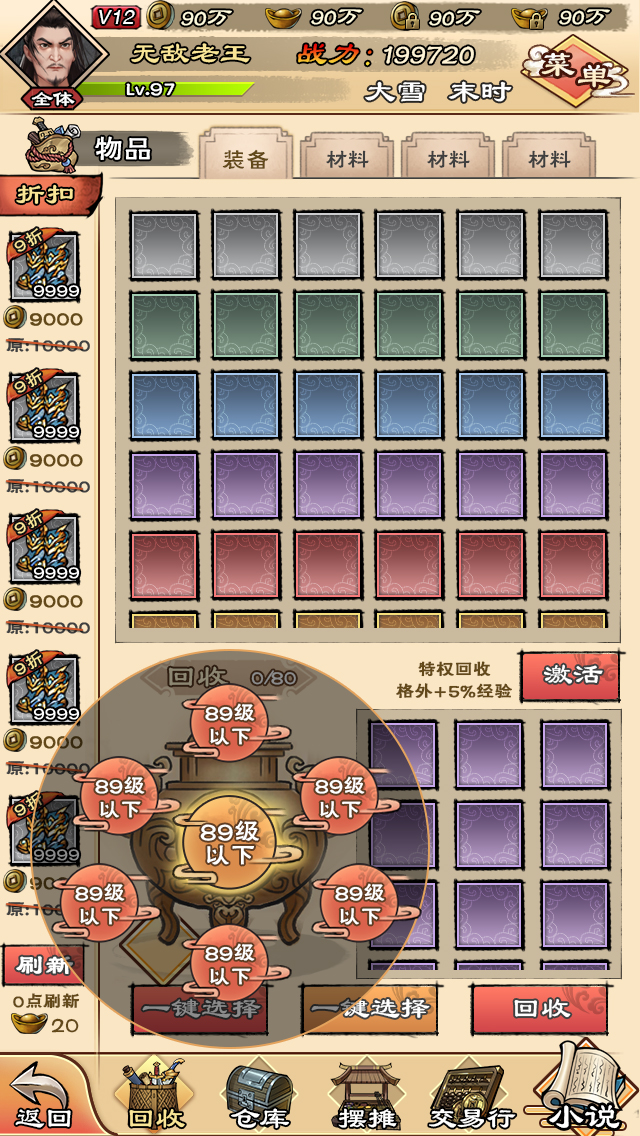 V12 90万 90万 90万 90万
无敌老王 战力:199720
菜单
全体 Lv.97
大雪 末时
物品 装备 材料 材料 材料
折扣
9折
9999
9000
原:10000
9折
9999
9000
原:10000
9折
9999
9000
原:10000
9折
9999
9000
原:10000
9折
9999
特权回收
格外+5%经验
激活
回收 0/80
89级
以下
89级
以下
89级
以下
89级
以下
89级
以下
89级
以下
89级
以下
刷新
0点刷新
20
一键选择 一键选择 回收
返回 回收 仓库 摆摊 交易行 小说